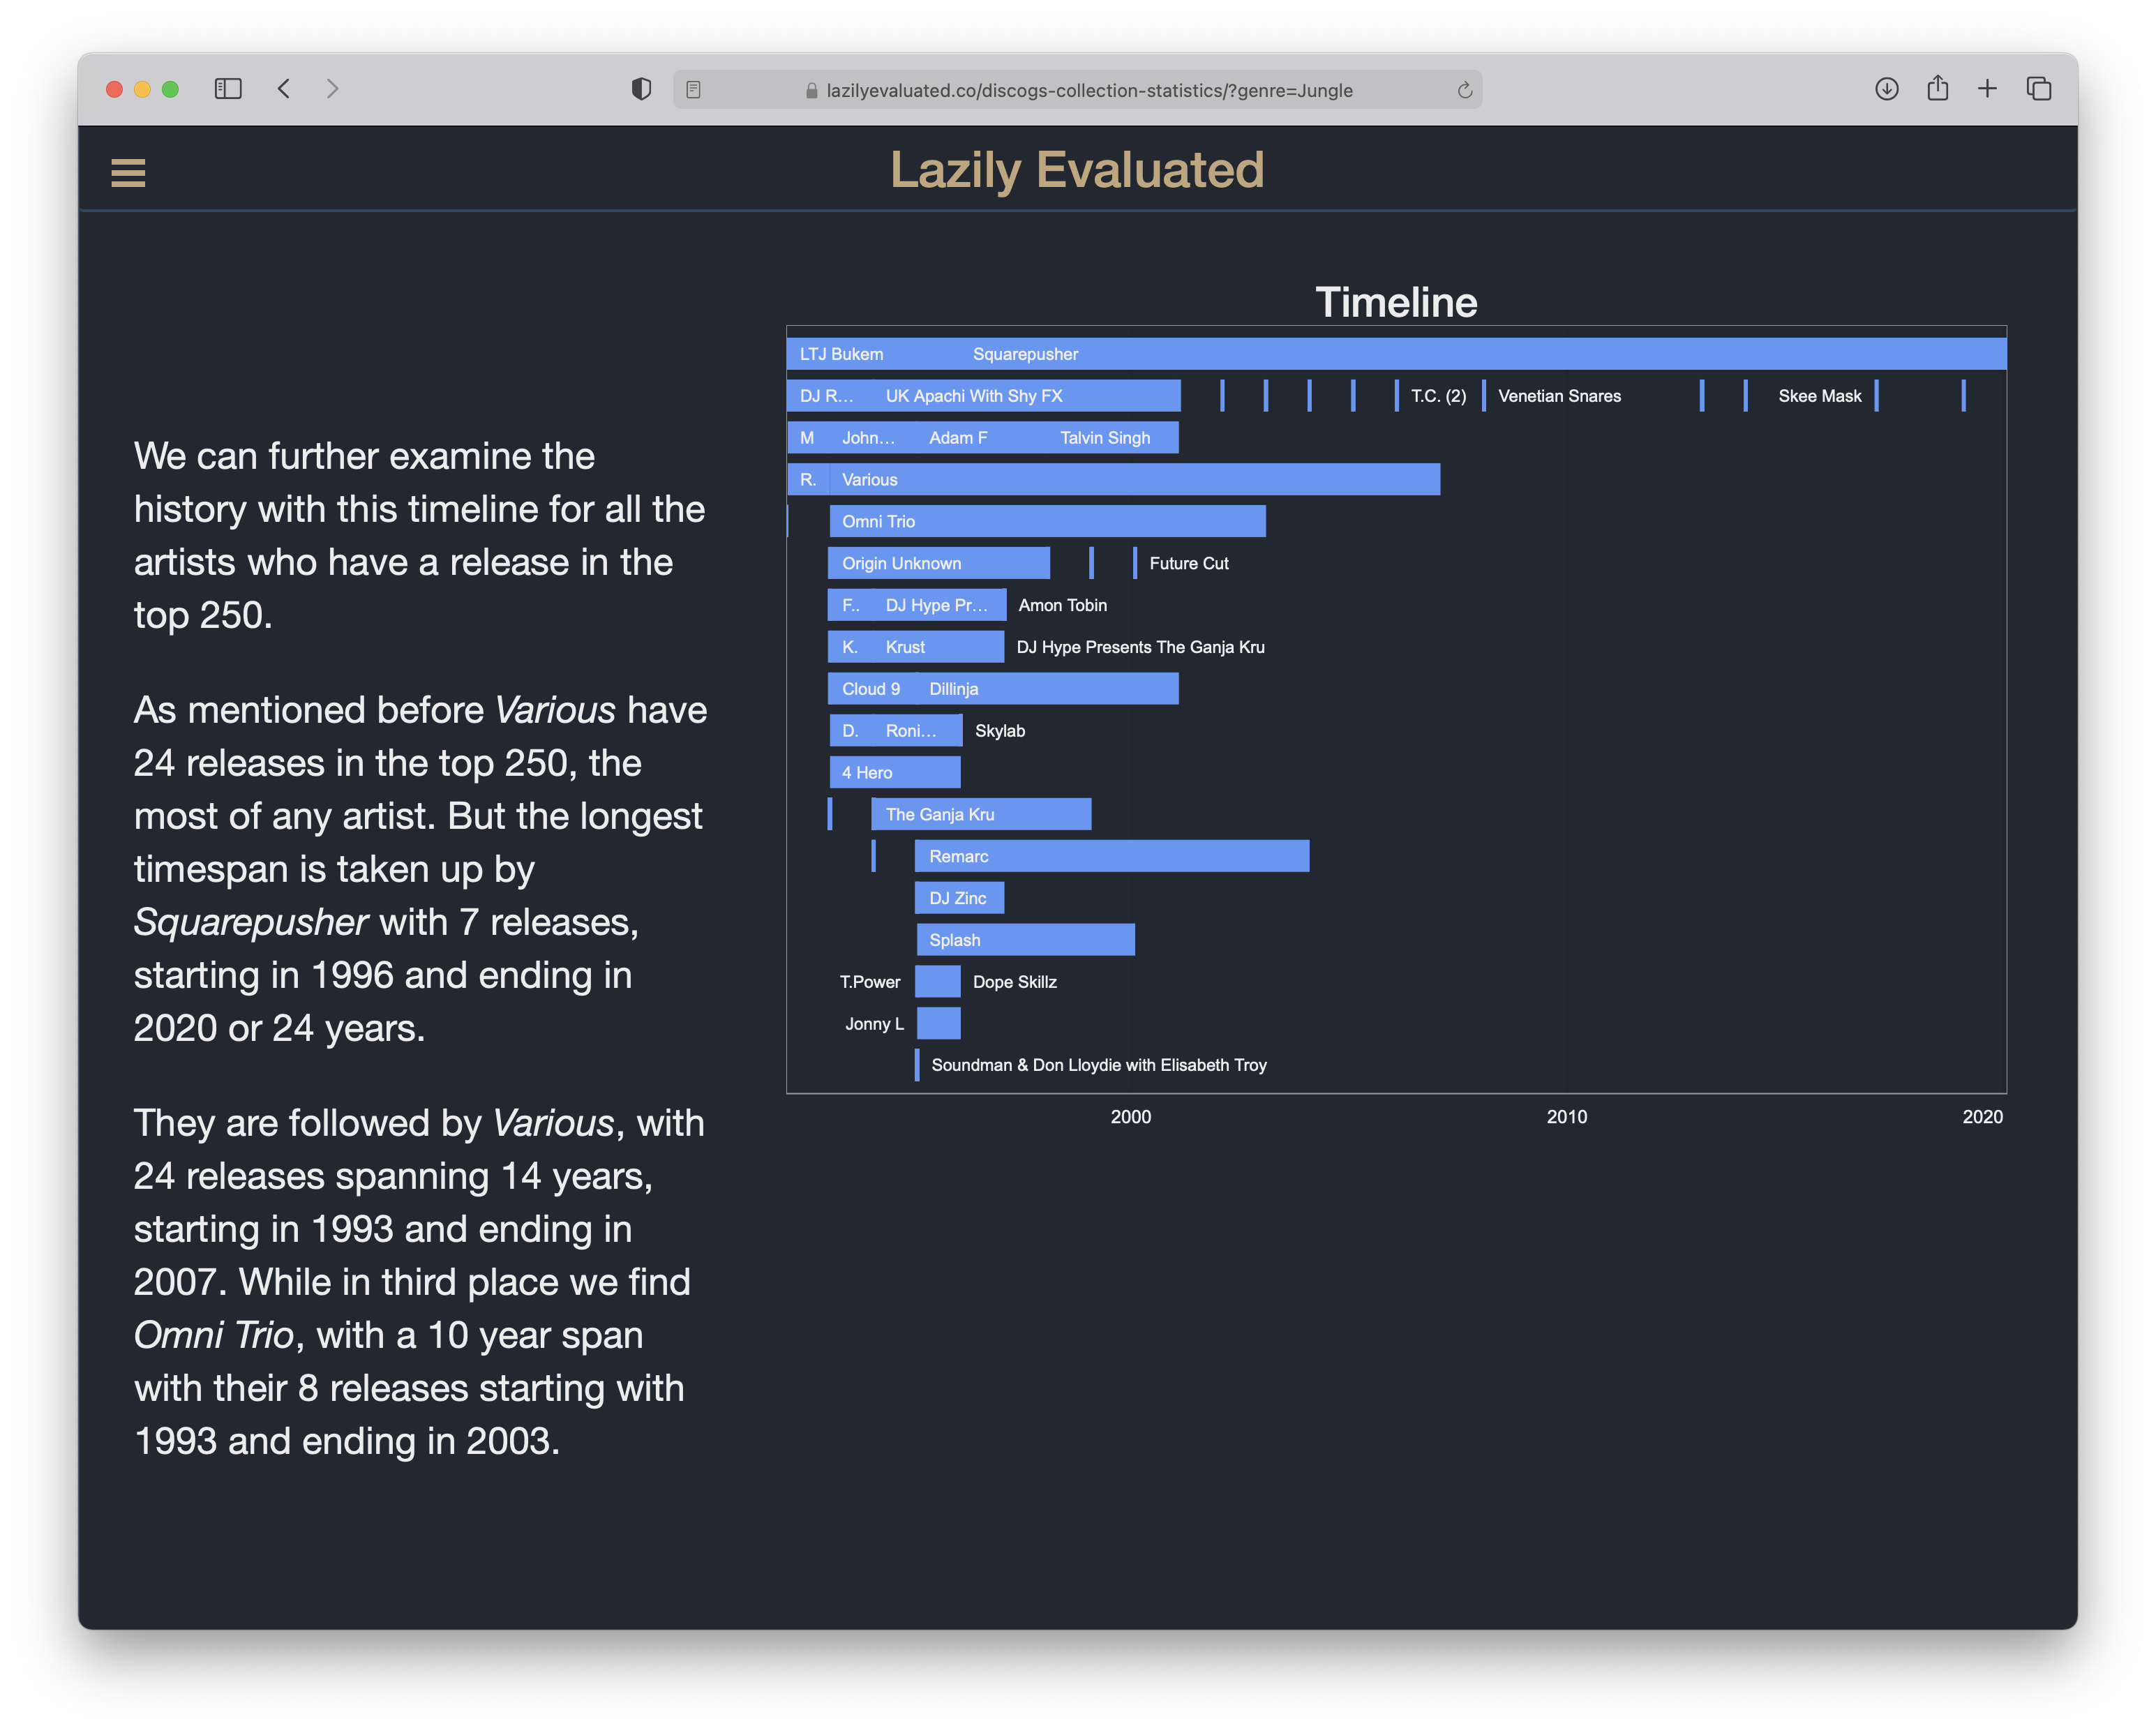 lazilyevaluated.co/discogs-collection-statistics/?genre=Jungle
Lazily Evaluated
We can further examine the
history with this timeline for all the
artists who have a release in the
top 250.
As mentioned before Various have
24 releases in the top 250, the
most of any artist. But the longest
timespan is taken up by
Squarepusher with 7 releases,
starting in 1996 and ending in
2020 or 24 years.
They are followed by Various, with
24 releases spanning 14 years,
starting in 1993 and ending in
2007. While in third place we find
Omni Trio, with a 10 year span
with their 8 releases starting with
1993 and ending in 2003.
Timeline
LTJ Bukem Squarepusher
DJ R... UK Apachi With Shy FX T.C. (2) Venetian Snares Skee Mask
M John... Adam F Talvin Singh
R. Various
Omni Trio
Origin Unknown Future Cut
F.. DJ Hype Pr... Amon Tobin
K. Krust DJ Hype Presents The Ganja Kru
Cloud 9 Dillinja
D. Roni... Skylab
4 Hero
The Ganja Kru
Remarc
DJ Zinc
Splash
T.Power Dope Skillz
Jonny L
Soundman & Don Lloydie with Elisabeth Troy
2000 2010 2020